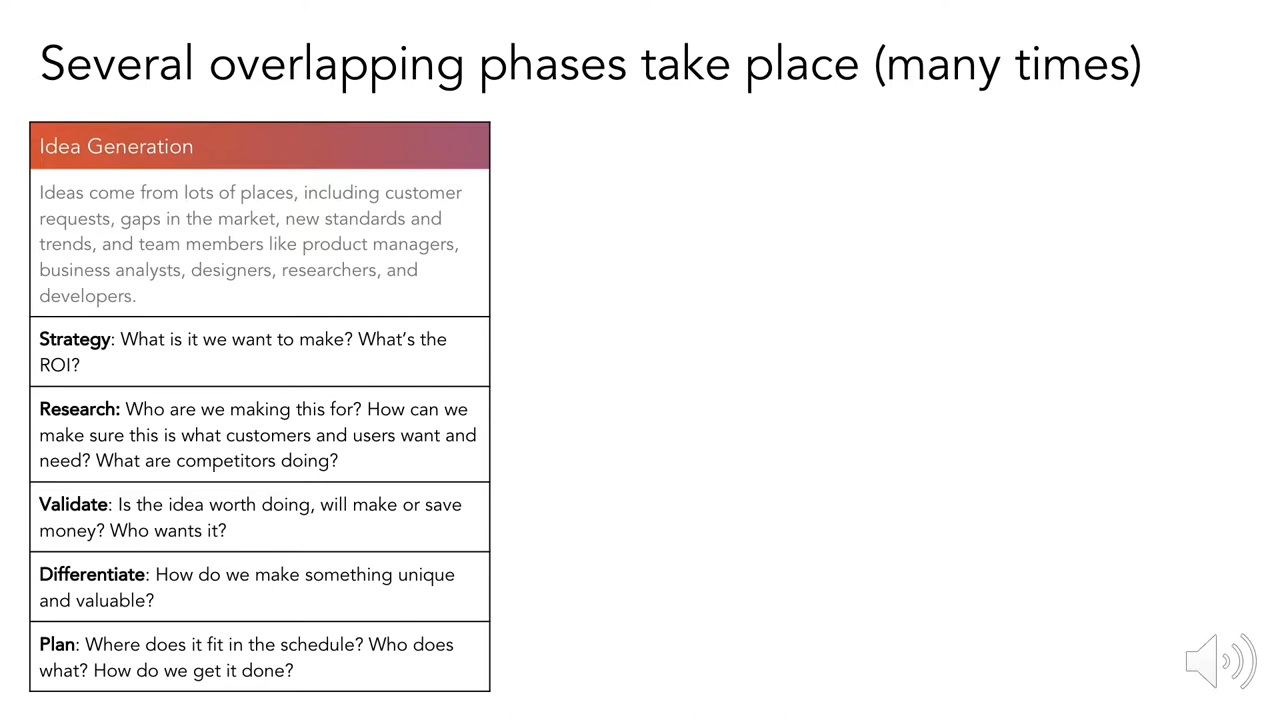 Several overlapping phases take place (many times)
Idea Generation
Ideas come from lots of places, including customer
requests, gaps in the market, new standards and
trends, and team members like product managers,
business analysts, designers, researchers, and
developers.
Strategy: What is it we want to make? What’s the
ROI?
Research: Who are we making this for? How can we
make sure this is what customers and users want and
need? What are competitors doing?
Validate: Is the idea worth doing, will make or save
money? Who wants it?
Differentiate: How do we make something unique
and valuable?
Plan: Where does it fit in the schedule? Who does
what? How do we get it done?